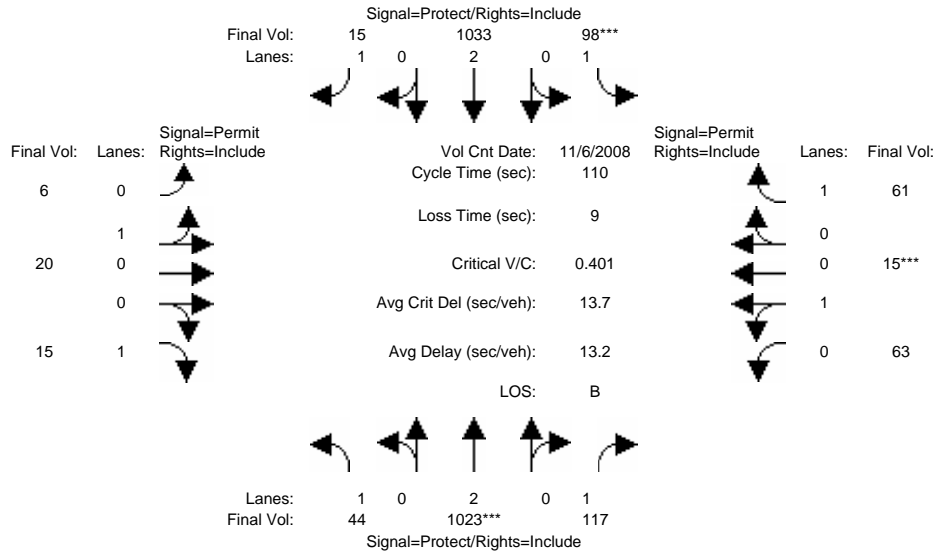 Signal=Protect/Rights=Include
Final Vol: 15 1033 98***
Lanes: 1 0 2 0 1
Signal=Permit
Final Vol: Lanes: Rights=Include
Vol Cnt Date: 11/6/2008
Signal=Permit
Rights=Include Lanes: Final Vol:
Cycle Time (sec): 110
6 0
1 61
Loss Time (sec): 9
1
0
20 0
Critical V/C: 0.401
0 15***
0
Avg Crit Del (sec/veh): 13.7
1
15 1
Avg Delay (sec/veh): 13.2
0 63
LOS: B
Lanes: 1 0 2 0 1
Final Vol: 44 1023*** 117
Signal=Protect/Rights=Include